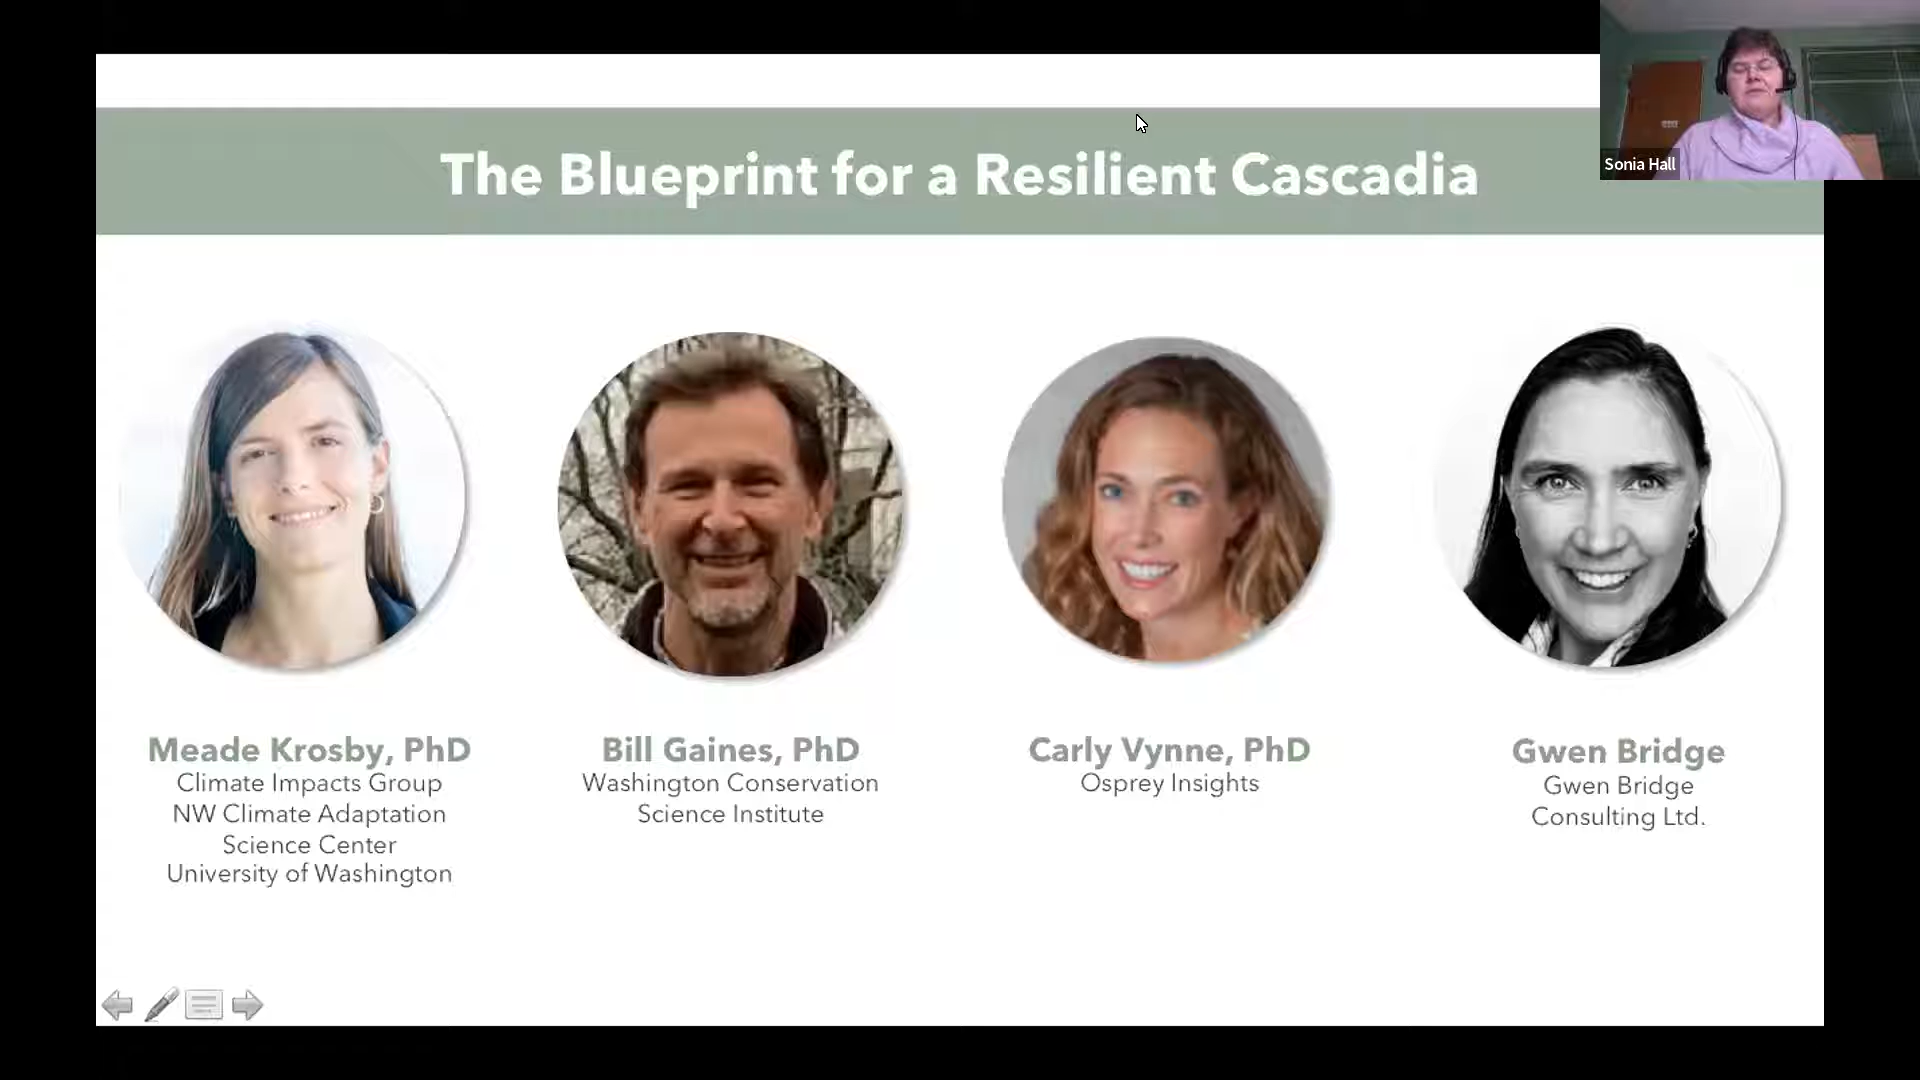 The Blueprint for a Resilient Cascadia
Sonia Hall
Meade Krosby, PhD
Climate Impacts Group
NW Climate Adaptation
Science Center
University of Washington
Bill Gaines, PhD
Washington Conservation
Science Institute
Carly Vynne, PhD
Osprey Insights
Gwen Bridge
Gwen Bridge
Consulting Ltd.